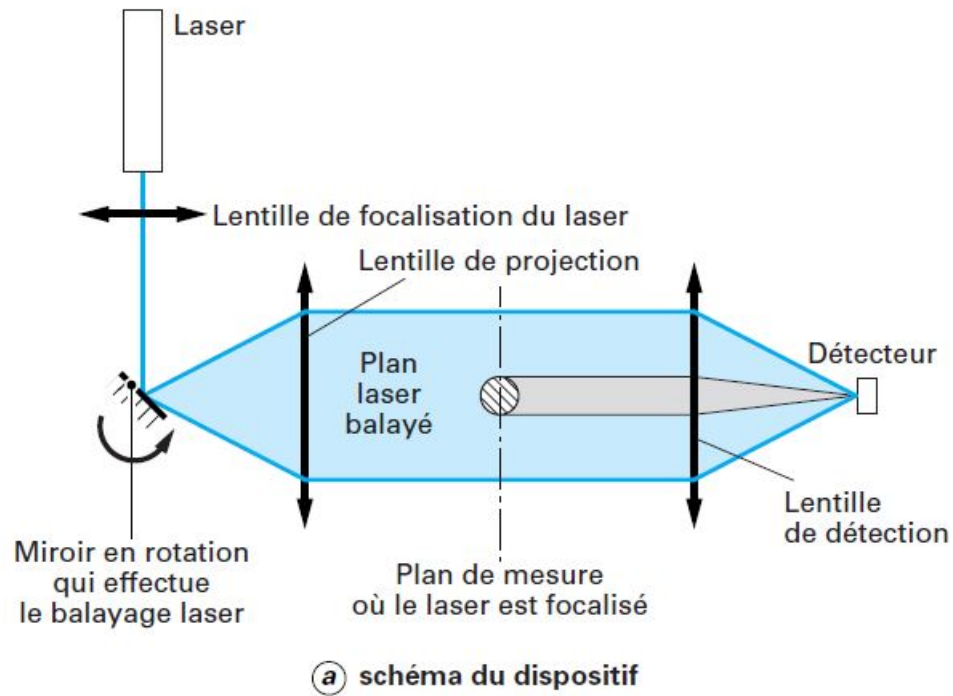 Laser
Lentille de focalisation du laser
Lentille de projection
Plan
laser
balayé
Détecteur
Lentille
de détection
Miroir en rotation
qui effectue
le balayage laser
Plan de mesure
où le laser est focalisé
a schéma du dispositif